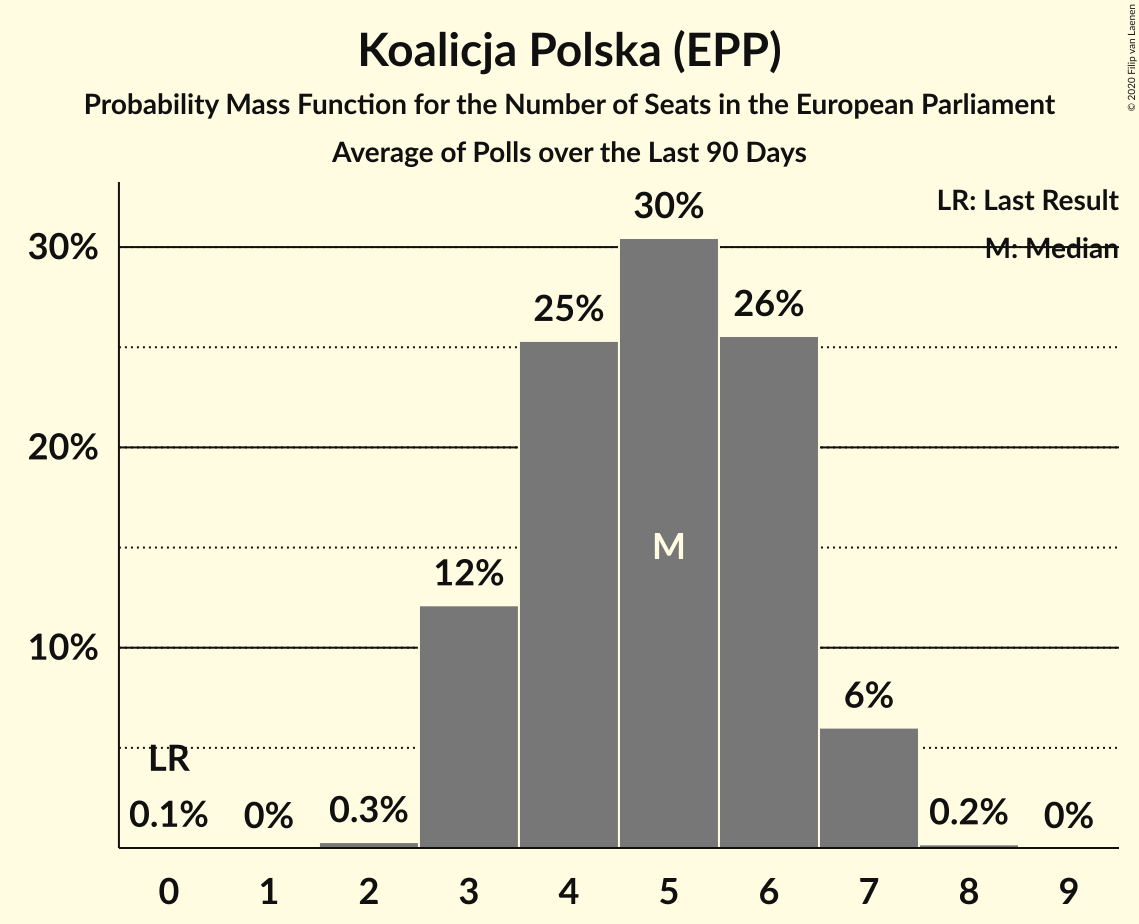 Koalicja Polska (EPP)
Probability Mass Function for the Number of Seats in the European Parliament
Average of Polls over the Last 90 Days
© 2020 Filip van Laenen
LR: Last Result
M: Median
30%
20%
10%
30%
25%
26%
12%
6%
LR
0.1%
0%
0.3%
0.2%
0%
M
0 1 2 3 4 5 6 7 8 9